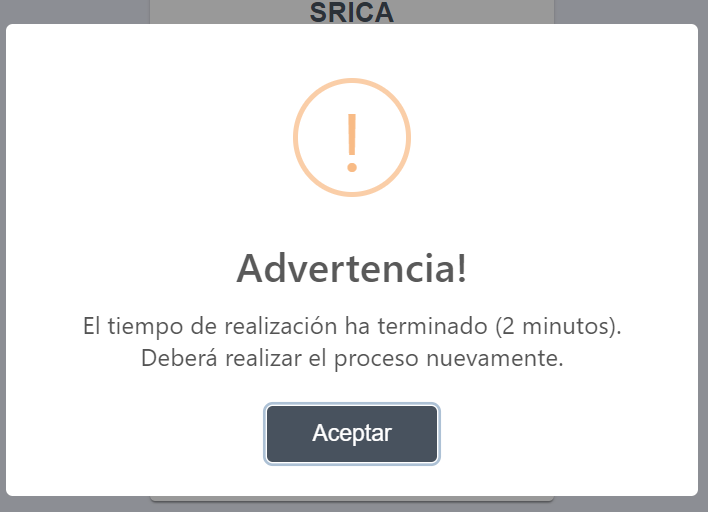 SRICA
!
Advertencia!
El tiempo de realización ha terminado (2 minutos).
Deberá realizar el proceso nuevamente.
Aceptar